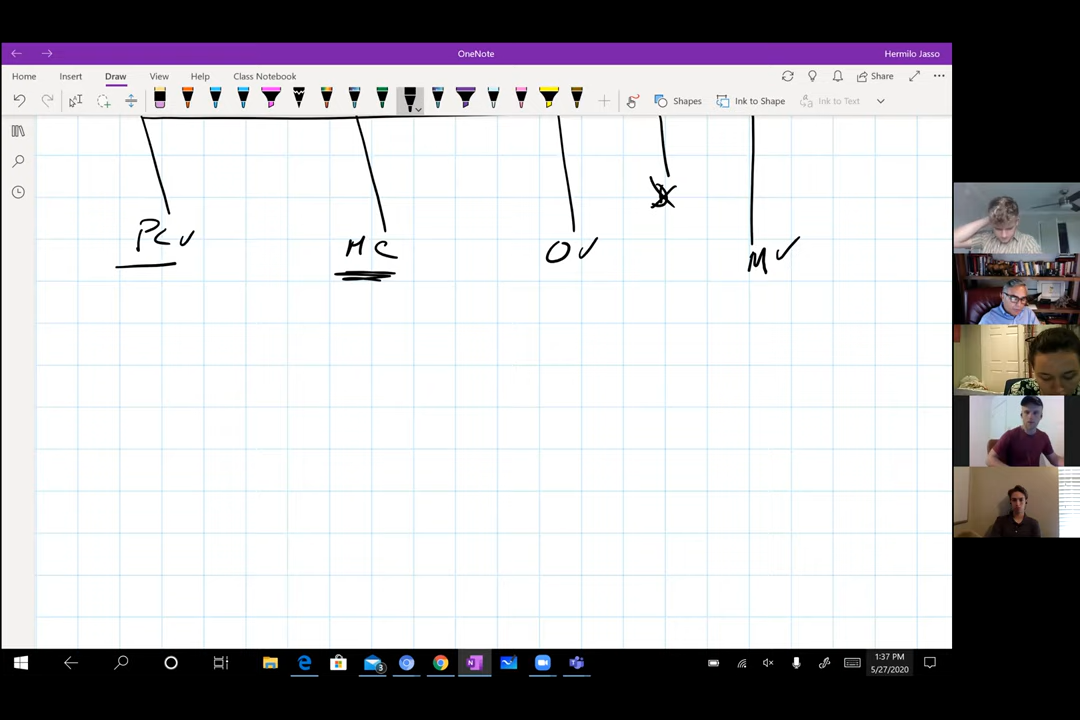 OneNote
Hermilo Jasso
Home Insert Draw View Help Class Notebook
Share
Shapes Ink to Shape Ink to Text
PC
MC
O
M
3
1:37 PM
5/27/2020